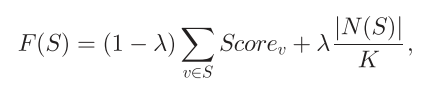 F(S) = (1 − λ) ∑_{v∈S} Score_v + λ |N(S)| / K ,